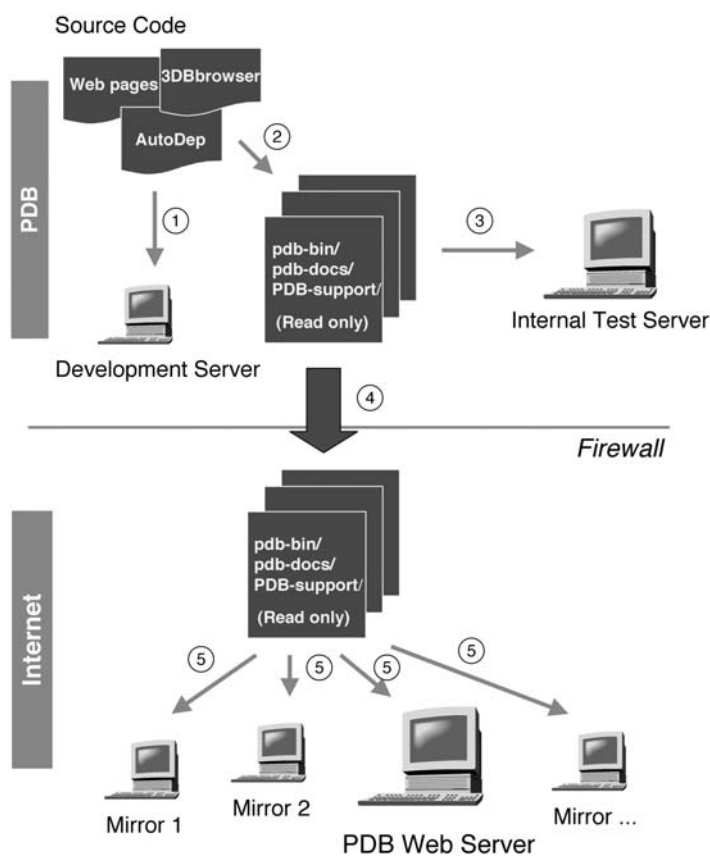 Source Code
Web pages
3DBbrowser
AutoDep
PDB
1
2
3
pdb-bin/
pdb-docs/
PDB-support/
(Read only)
Development Server
Internal Test Server
4
Firewall
Internet
pdb-bin/
pdb-docs/
PDB-support/
(Read only)
5
5
5
5
Mirror 1
Mirror 2
PDB Web Server
Mirror ...